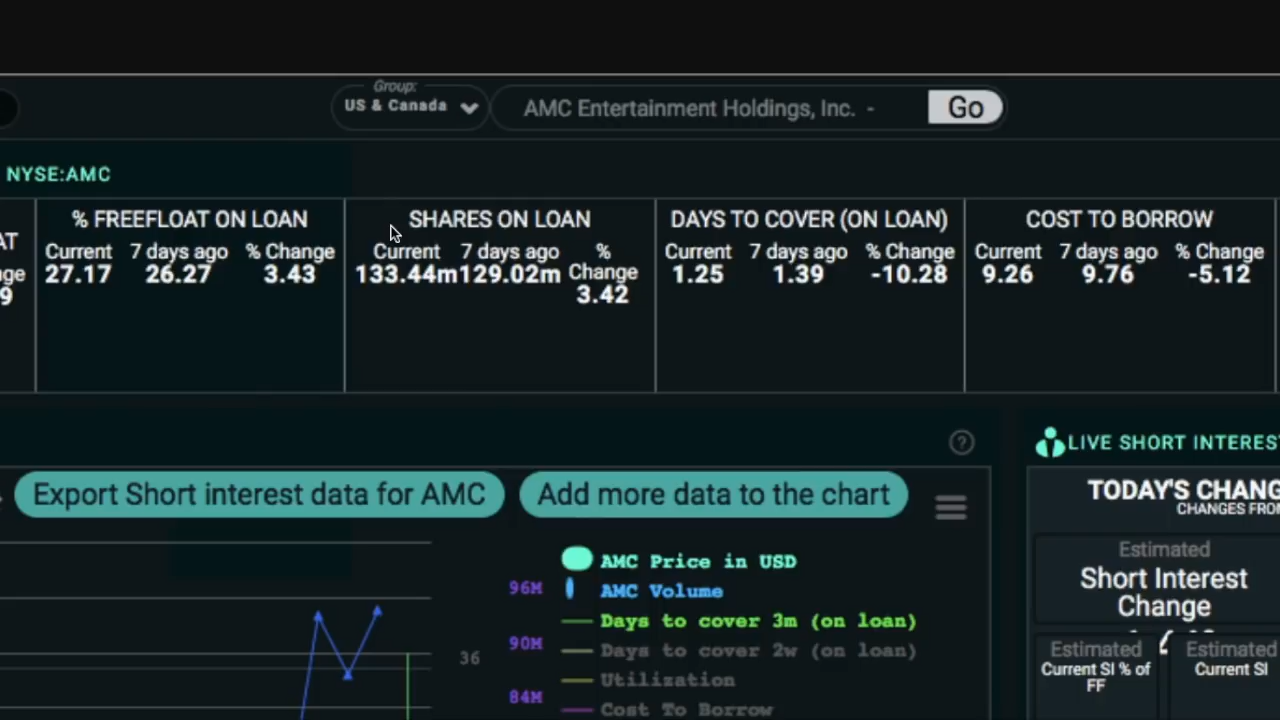 Group:
US & Canada
AMC Entertainment Holdings, Inc. -
Go
NYSE:AMC
AT
ge
9
% FREEFLOAT ON LOAN
Current 7 days ago % Change
27.17 26.27 3.43
SHARES ON LOAN
Current 7 days ago % Change
133.44m 129.02m 3.42
DAYS TO COVER (ON LOAN)
Current 7 days ago % Change
1.25 1.39 -10.28
COST TO BORROW
Current 7 days ago % Change
9.26 9.76 -5.12
?
Export Short interest data for AMC
Add more data to the chart
36
96M
90M
84M
AMC Price in USD
AMC Volume
Days to cover 3m (on loan)
Days to cover 2w (on loan)
Utilization
Cost To Borrow
LIVE SHORT INTEREST
TODAY'S CHANG
CHANGES FROM
Estimated
Short Interest
Change
Estimated
Current SI % of
FF
Estimated
Current SI